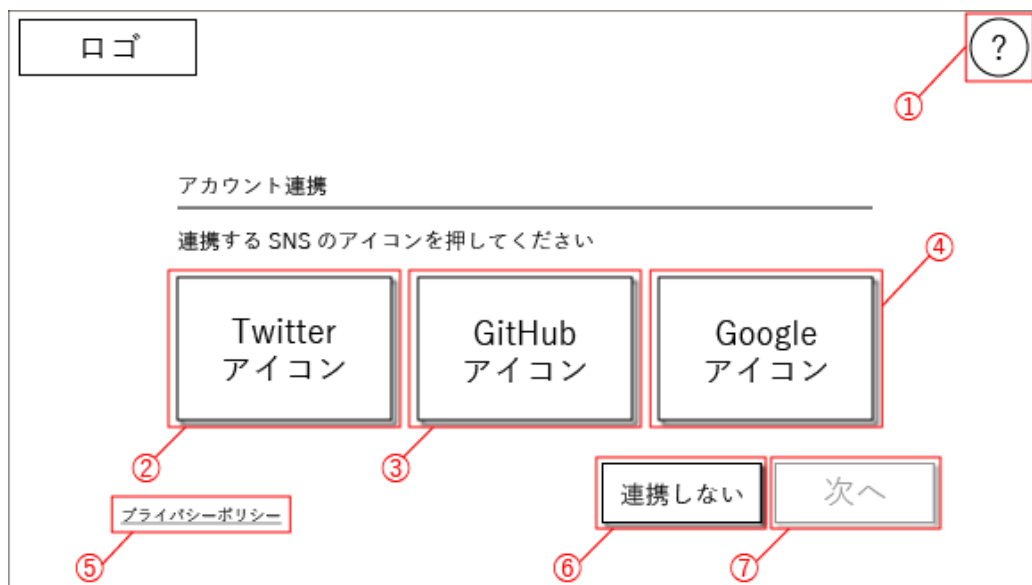 ロゴ
?
①
アカウント連携
連携する SNS のアイコンを押してください
④
Twitter
アイコン
GitHub
アイコン
Google
アイコン
②
③
連携しない
次へ
プライバシーポリシー
⑤
⑥
⑦